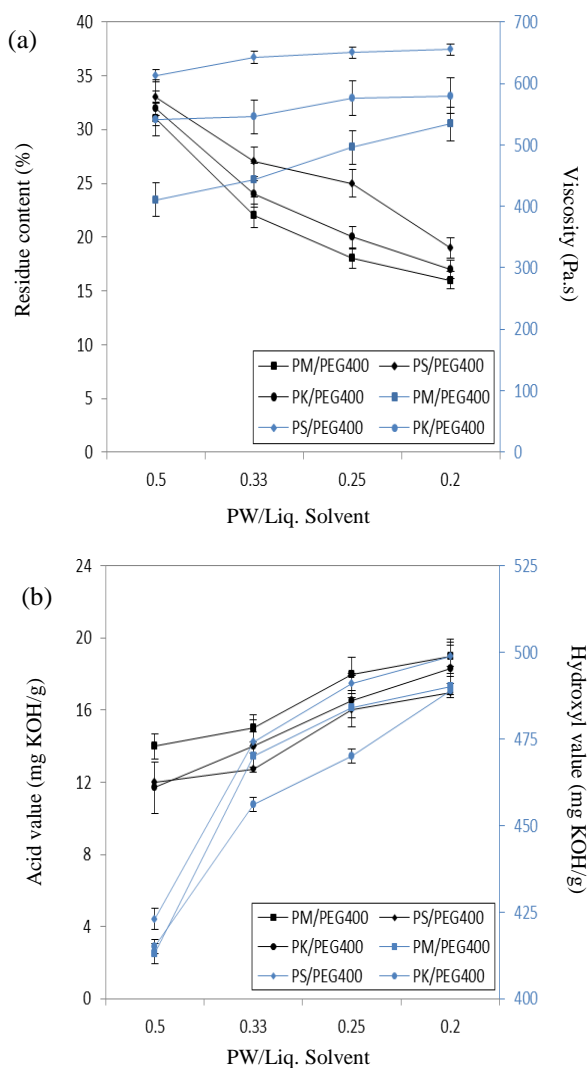 (a)
40
35
30
25
20
15
10
5
0
Residue content (%)
700
600
500
400
300
200
100
0
Viscosity (Pa.s)
PM/PEG400 PS/PEG400
PK/PEG400 PM/PEG400
PS/PEG400 PK/PEG400
0.5 0.33 0.25 0.2
PW/Liq. Solvent
(b)
24
20
16
12
8
4
0
Acid value (mg KOH/g)
525
500
475
450
425
400
Hydroxyl value (mg KOH/g)
PM/PEG400 PS/PEG400
PK/PEG400 PM/PEG400
PS/PEG400 PK/PEG400
0.5 0.33 0.25 0.2
PW/Liq. Solvent